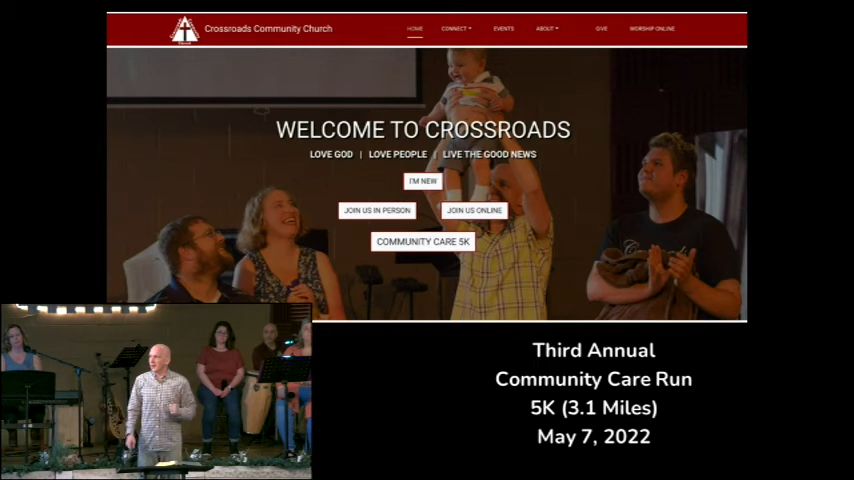 Crossroads Community Church
HOME CONNECT EVENTS ABOUT GIVE WORSHIP ONLINE
WELCOME TO CROSSROADS
LOVE GOD | LOVE PEOPLE | LIVE THE GOOD NEWS
I'M NEW
JOIN US IN PERSON JOIN US ONLINE
COMMUNITY CARE 5K
Third Annual
Community Care Run
5K (3.1 Miles)
May 7, 2022